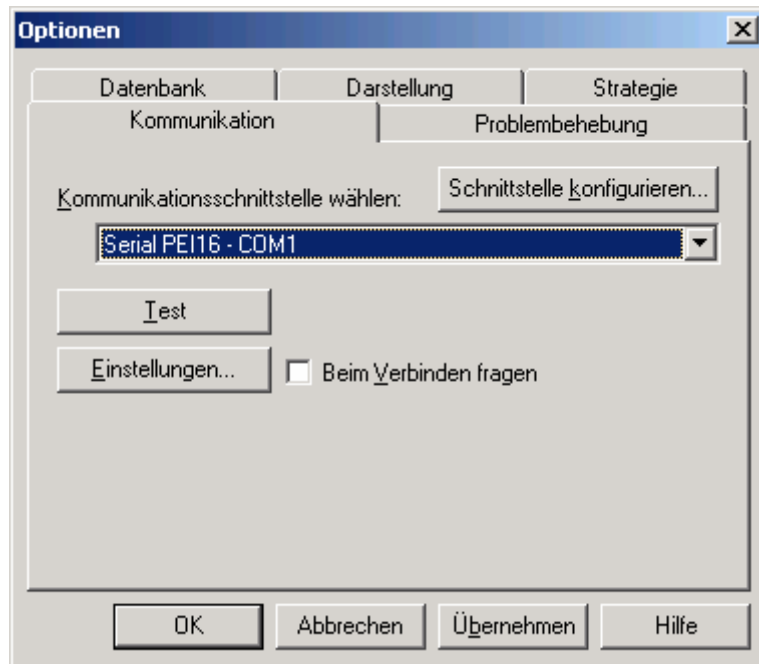 Optionen
Datenbank Darstellung Strategie
Kommunikation Problembehebung
Kommunikationsschnittstelle wählen: Schnittstelle konfigurieren...
Serial PEI16 - COM1
Test
Einstellungen... Beim Verbinden fragen
OK Abbrechen Übernehmen Hilfe